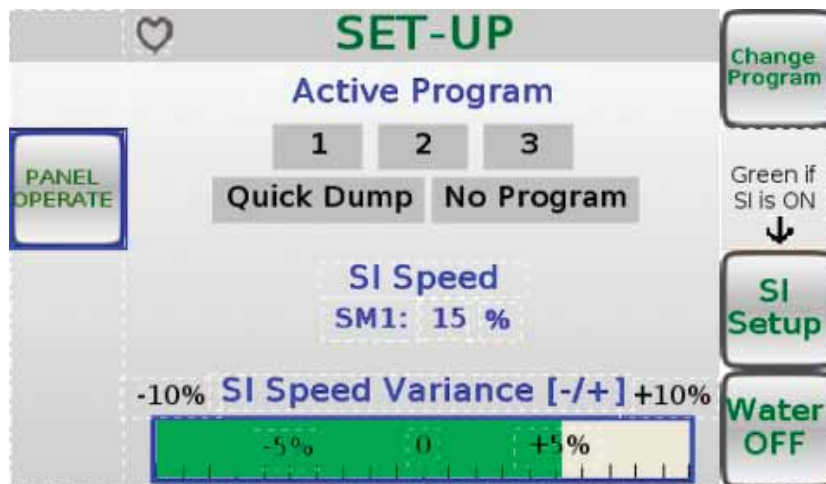 SET-UP
Change
Program
Active Program
1 2 3
PANEL
OPERATE
Quick Dump No Program
Green if
SI is ON
SI Speed
SM1: 15 %
SI
Setup
-10% SI Speed Variance [-/+] +10%
Water
OFF
-5% 0 +5%